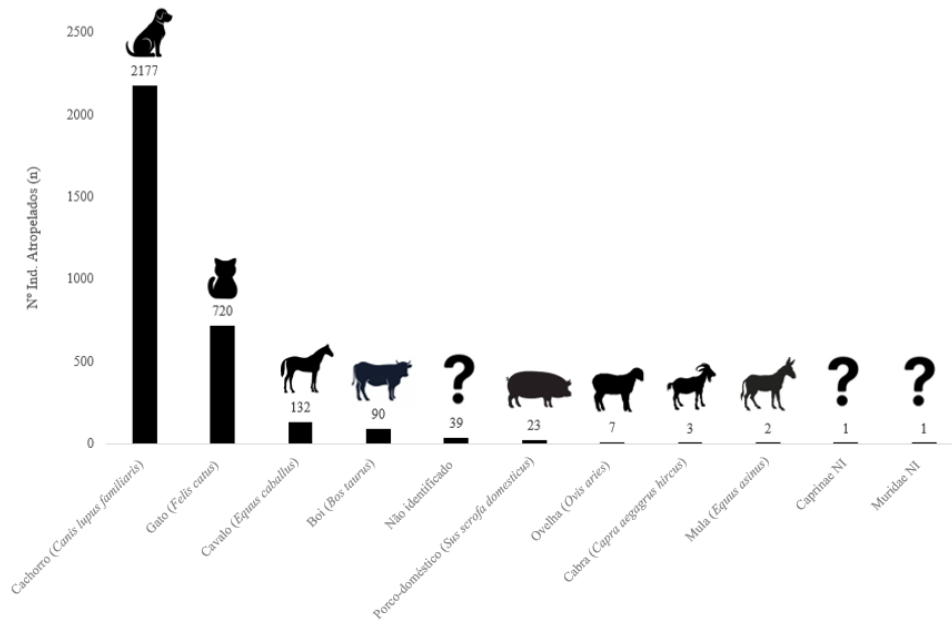 Nº Ind. Atropelados (n)
2500
2000
1500
1000
500
0
2177
720
132
90
39
23
7
3
2
1
1
Cachorro (Canis lupus familiaris)
Gato (Felis catus)
Cavalo (Equus caballus)
Boi (Bos taurus)
Não identificado
Porco-doméstico (Sus scrofa domesticus)
Ovelha (Ovis aries)
Cabra (Capra aegagrus hircus)
Mula (Equus asinus)
Caprinae NI
Muridae NI
?
?
?